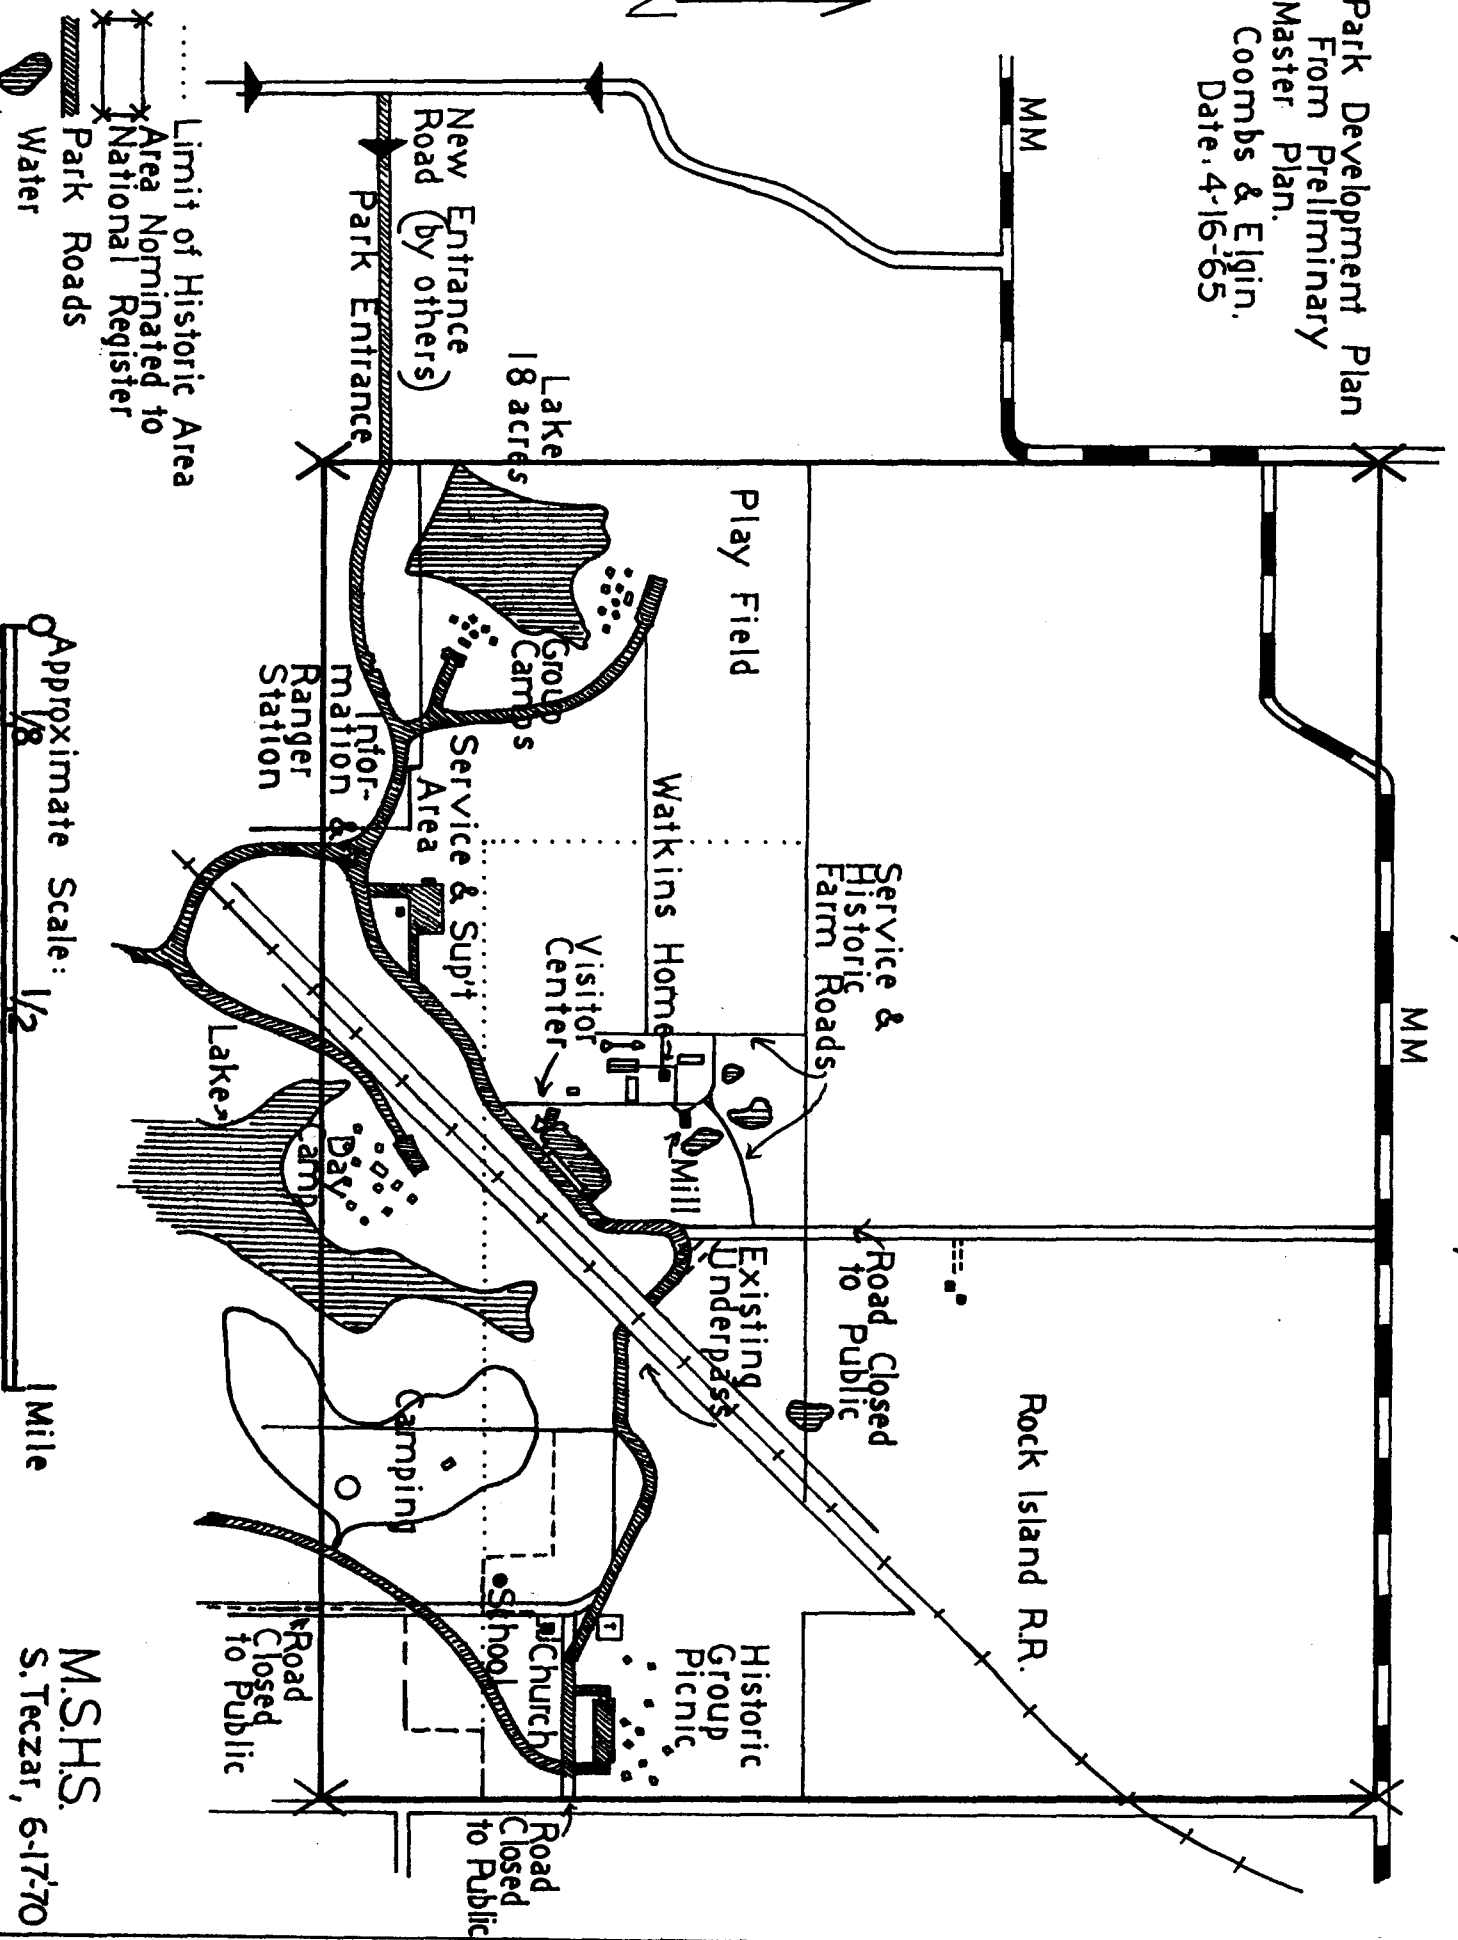 Park Development Plan
From Preliminary
Master Plan.
Coombs & Elgin.
Date: 4-16-65
MM
MM
New Entrance
Road (by others)
Park Entrance
Lake
18 acres
Play Field
Group
Camps
Infor-
mation &
Ranger
Station
Service & Sup't
Area
Watkins Home
Visitor
Center
Service &
Historic
Farm Roads
Mill
Existing
Underpass
Road Closed
to Public
Rock Island R.R.
Lake
Day
Camp
Camping
School
Church
Historic
Group
Picnic
Road
Closed
to Public
Road
Closed
to Public
Limit of Historic Area
Area Nominated to
National Register
Park Roads
Water
Approximate Scale:
0 1/8 1/2 1 Mile
M.S.H.S.
S. Teczar, 6-17-70